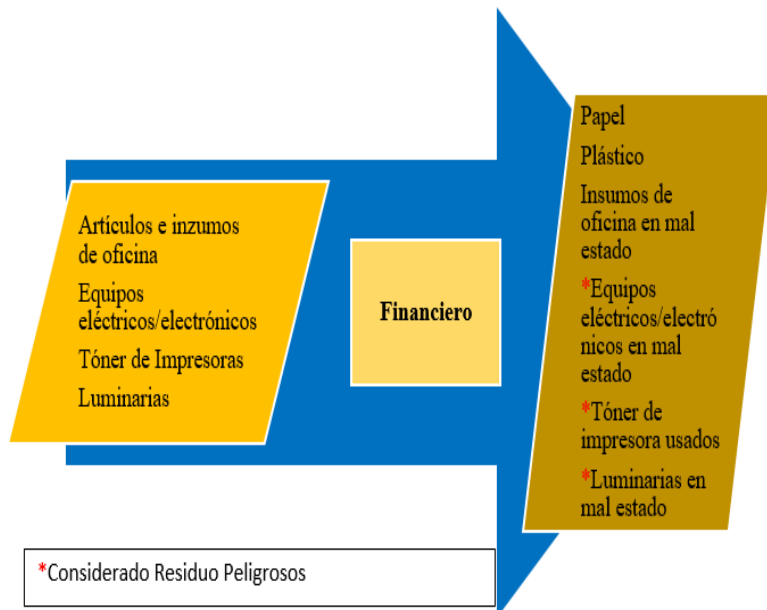 Artículos e inzumos
de oficina
Equipos
eléctricos/electrónicos
Tóner de Impresoras
Luminarias
Financiero
Papel
Plástico
Insumos de
oficina en mal
estado
*Equipos
eléctricos/electró
nicos en mal
estado
*Tóner de
impresora usados
*Luminarias en
mal estado
*Considerado Residuo Peligrosos